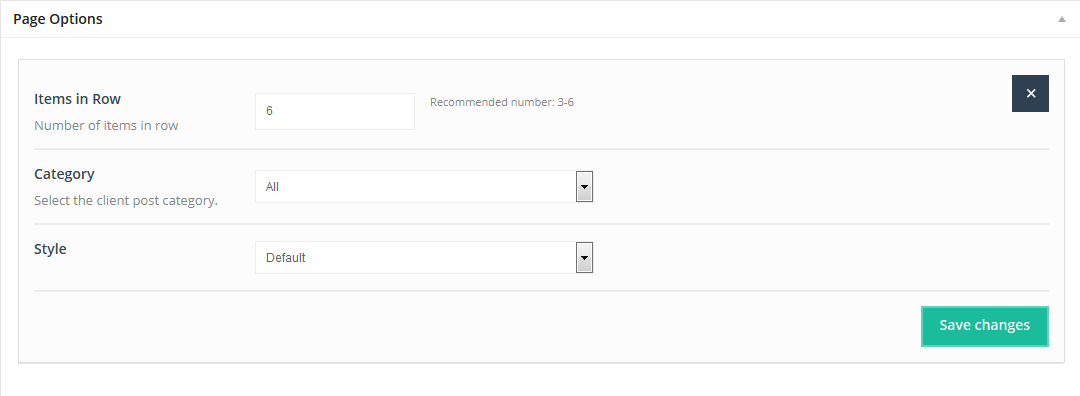 Page Options
Items in Row
6
Recommended number: 3-6
Number of items in row
Category
All
Select the client post category.
Style
Default
Save changes